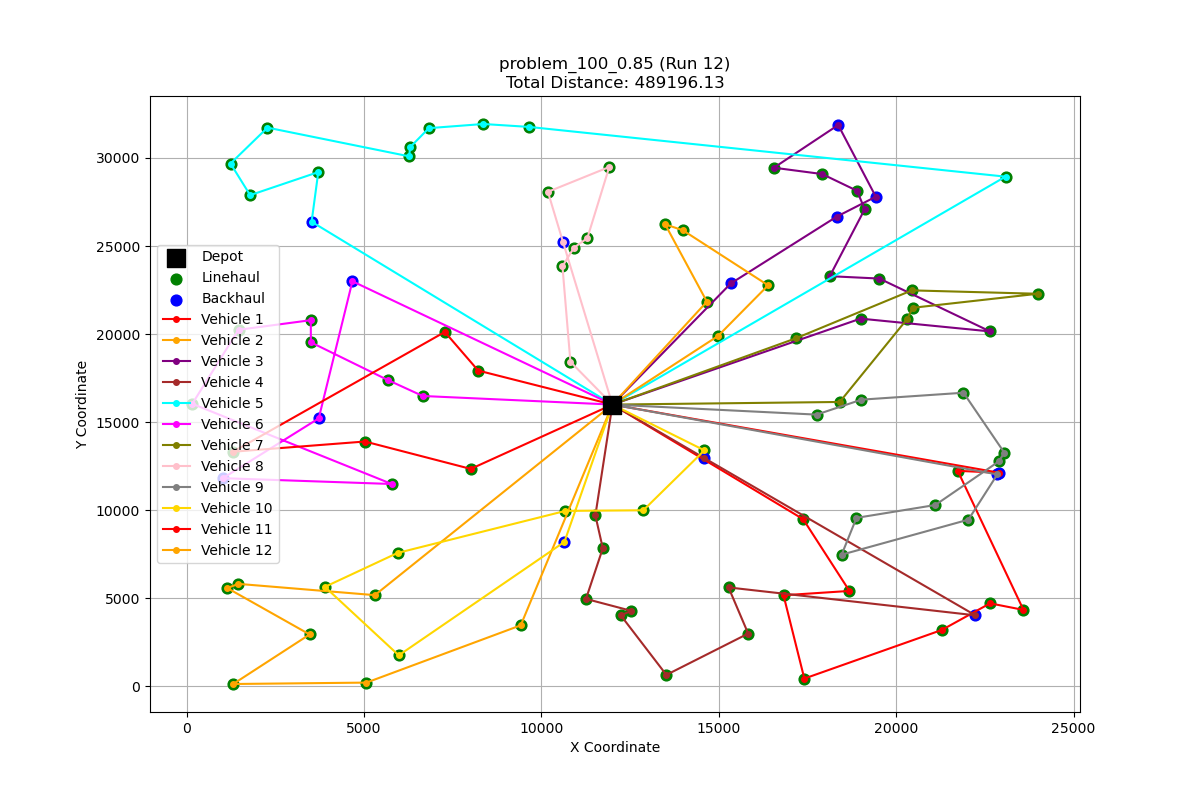 problem_100_0.85 (Run 12)
Total Distance: 489196.13
30000
25000
20000
15000
10000
5000
0
Y Coordinate
Depot
Linehaul
Backhaul
Vehicle 1
Vehicle 2
Vehicle 3
Vehicle 4
Vehicle 5
Vehicle 6
Vehicle 7
Vehicle 8
Vehicle 9
Vehicle 10
Vehicle 11
Vehicle 12
0 5000 10000 15000 20000 25000
X Coordinate